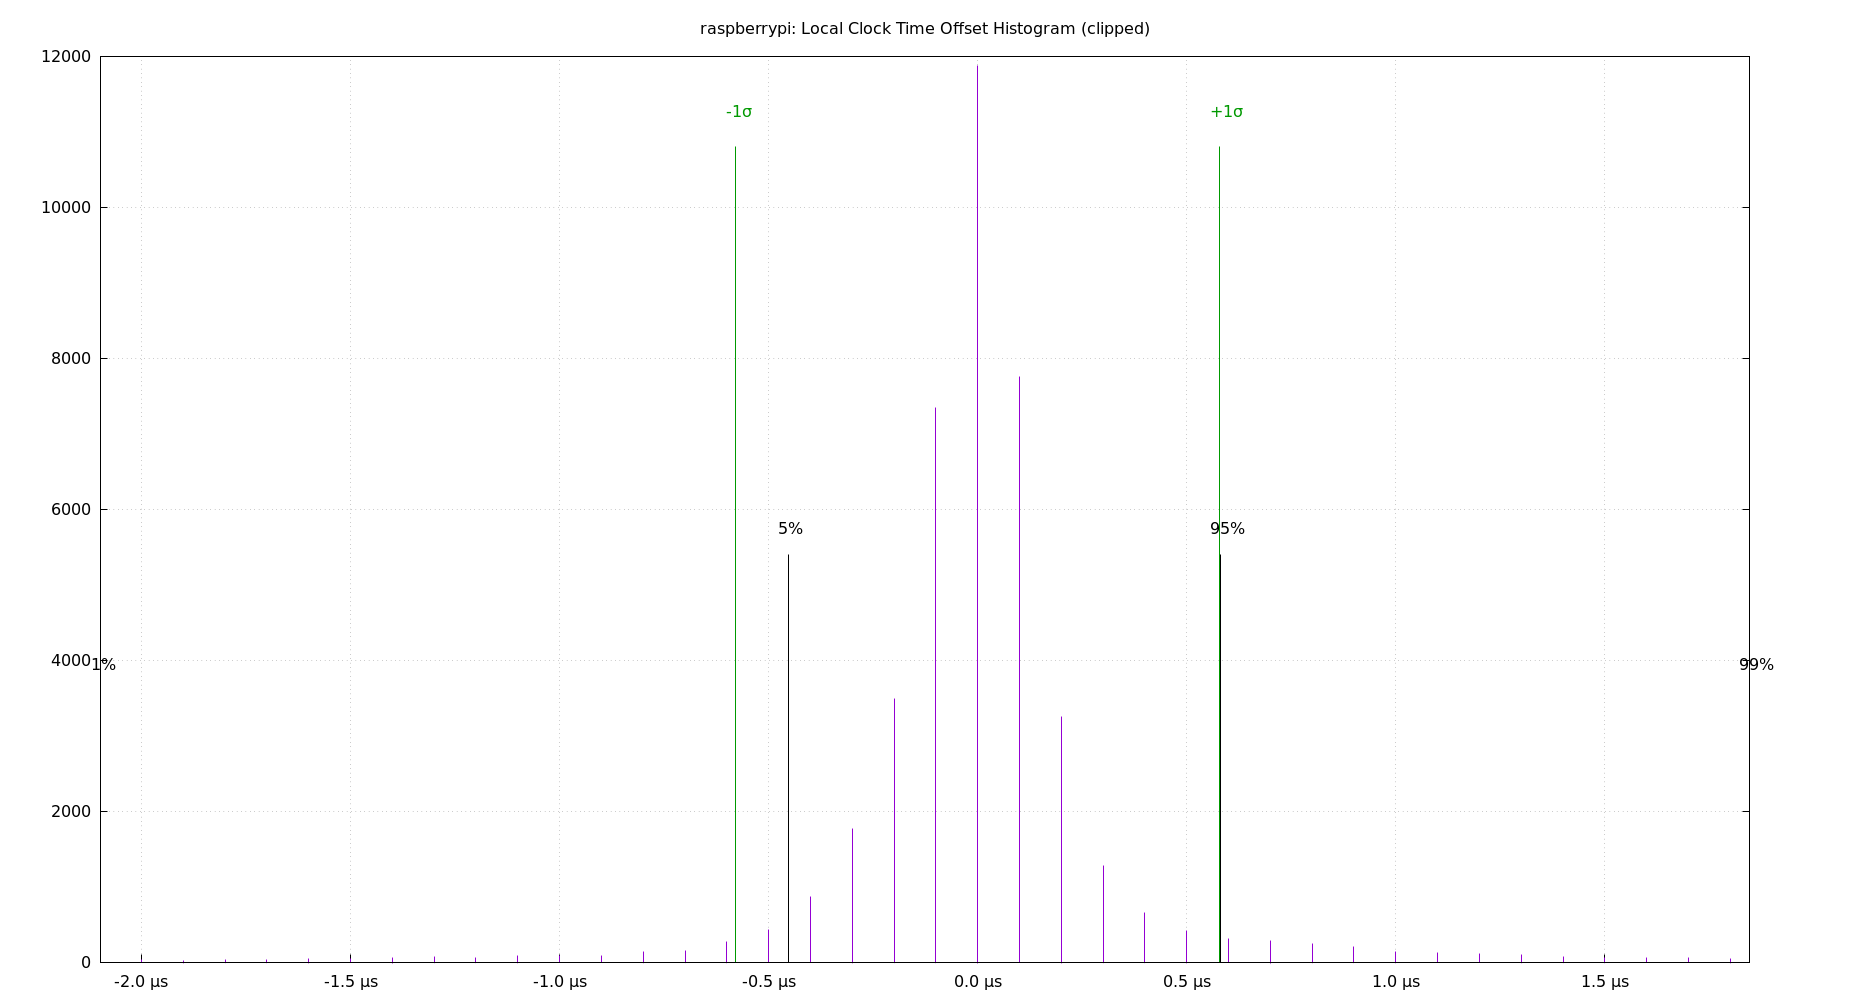 raspberrypi: Local Clock Time Offset Histogram (clipped)
12000
-1σ
+1σ
10000
8000
6000
5%
95%
4000
1%
99%
2000
0
-2.0 µs
-1.5 µs
-1.0 µs
-0.5 µs
0.0 µs
0.5 µs
1.0 µs
1.5 µs